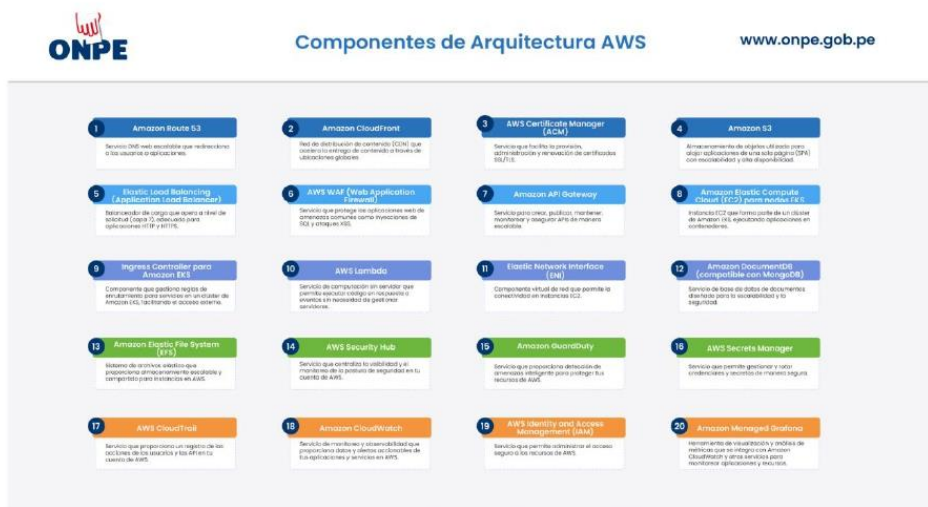 ONPE
Componentes de Arquitectura AWS
www.onpe.gob.pe
1
Amazon Route 53
Servicio DNS web escalable que redirecciona
a los usuarios a aplicaciones.
2
Amazon CloudFront
Red de distribución de contenido (CDN) que
acelera la entrega de contenido a través de
ubicaciones globales.
3
AWS Certificate Manager
(ACM)
Servicio que facilita la provisión,
administración y renovación de certificados
SSL/TLS.
4
Amazon S3
Almacenamiento de objetos utilizado para
alojar aplicaciones de una sola página (SPA)
con escalabilidad y alta disponibilidad.
5
Elastic Load Balancing
(Application Load Balancer)
Balanceador de carga que opera a nivel de
solicitud (capa 7), adecuado para
aplicaciones HTTP y HTTPS.
6
AWS WAF (Web Application
Firewall)
Servicio que protege las aplicaciones web de
amenazas comunes como inyecciones de
SQL y ataques XSS.
7
Amazon API Gateway
Servicio para crear, publicar, mantener,
monitorear y asegurar APIs de manera
escalable.
8
Amazon Elastic Compute
Cloud (EC2) para nodos EKS
Instancia EC2 que forma parte de un clúster
de Amazon EKS, ejecutando aplicaciones en
contenedores.
9
Ingress Controller para
Amazon EKS
Componente que gestiona reglas de
enrutamiento para servicios en un clúster de
Amazon EKS, facilitando el acceso externo.
10
AWS Lambda
Servicio de computación sin servidor que
permite ejecutar código en respuesta a
eventos sin necesidad de gestionar
servidores.
11
Elastic Network Interface
(ENI)
Componente virtual de red que permite la
conectividad en instancias EC2.
12
Amazon DocumentDB
(compatible con MongoDB)
Servicio de base de datos de documentos
diseñado para la escalabilidad y la
seguridad.
13
Amazon Elastic File System
(EFS)
Sistema de archivos elástico que
proporciona almacenamiento escalable y
compartido para instancias en AWS.
14
AWS Security Hub
Servicio que centraliza la visibilidad y el
monitoreo de la postura de seguridad en tu
cuenta de AWS.
15
Amazon GuardDuty
Servicio que proporciona detección de
amenazas inteligente para proteger tus
recursos de AWS.
16
AWS Secrets Manager
Servicio que permite gestionar y rotar
credenciales y secretos de manera segura.
17
AWS CloudTrail
Servicio que proporciona un registro de las
acciones de los usuarios y las API en tu
cuenta de AWS.
18
Amazon CloudWatch
Servicio de monitoreo y observabilidad que
proporciona datos y alertas accionables de
tus aplicaciones y servicios en AWS.
19
AWS Identity and Access
Management (IAM)
Servicio que permite administrar el acceso
seguro a los recursos de AWS.
20
Amazon Managed Grafana
Herramienta de visualización y análisis de
métricas que se integra con Amazon
CloudWatch y otros servicios para
monitorear aplicaciones y recursos.